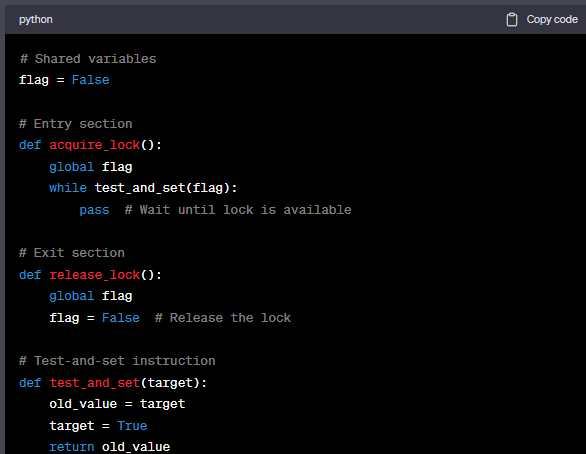 python Copy code
# Shared variables
flag = False
# Entry section
def acquire_lock():
    global flag
    while test_and_set(flag):
        pass  # Wait until lock is available
# Exit section
def release_lock():
    global flag
    flag = False  # Release the lock
# Test-and-set instruction
def test_and_set(target):
    old_value = target
    target = True
    return old_value